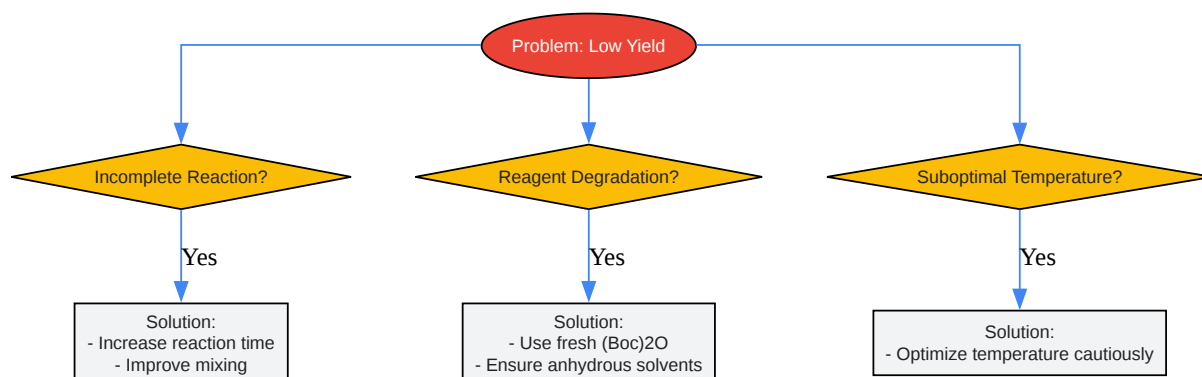 Problem: Low Yield
Incomplete Reaction?
Reagent Degradation?
Suboptimal Temperature?
Yes
Yes
Yes
Solution:
- Increase reaction time
- Improve mixing
Solution:
- Use fresh (Boc)2O
- Ensure anhydrous solvents
Solution:
- Optimize temperature cautiously